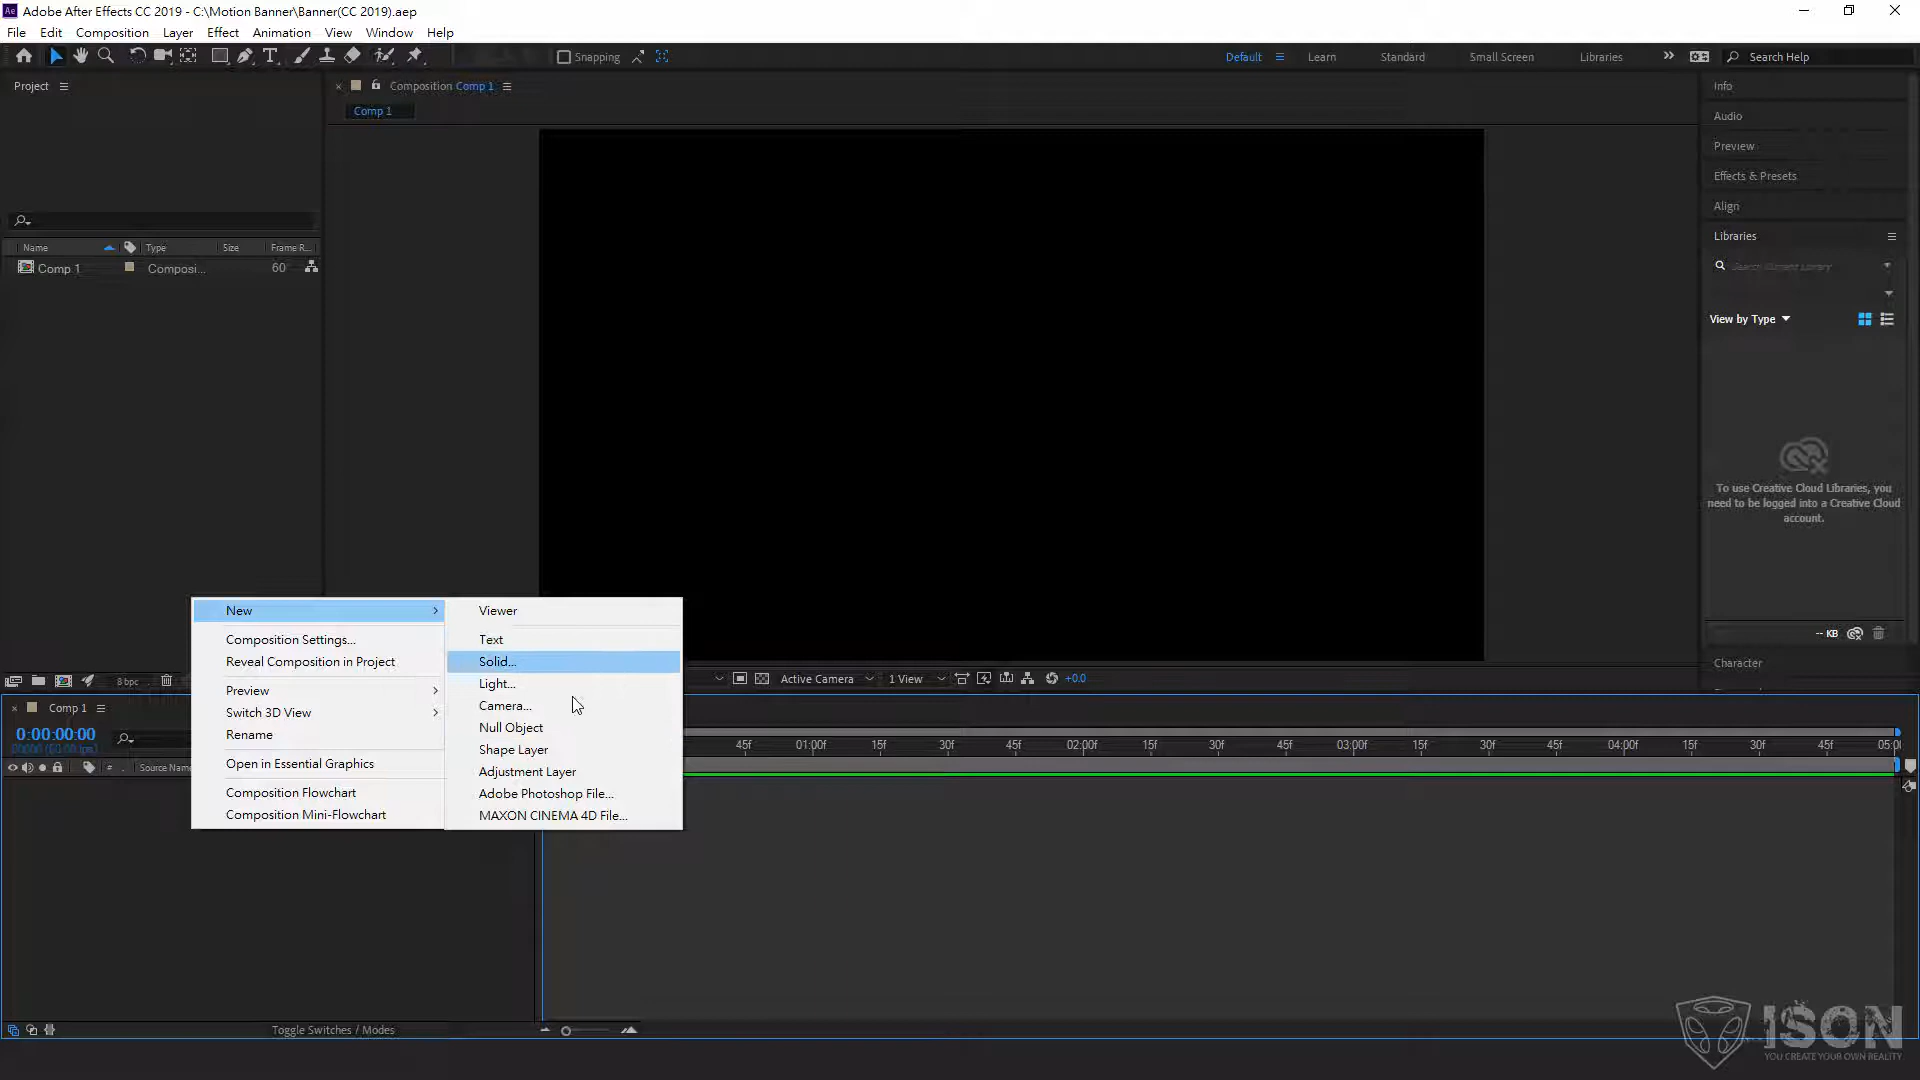 Ae Adobe After Effects CC 2019 - C:\Motion Banner\Banner(CC 2019).aep
File Edit Composition Layer Effect Animation View Window Help
Snapping Default Learn Standard Small Screen Libraries Search Help
Project Composition Comp 1 Info
Comp 1 Audio
Preview
Effects & Presets
Align
Libraries
Name Type Size Frame R...
Comp 1 Composi... 60 Search Current Library
View by Type
To use Creative Cloud Libraries, you
need to be logged into a Creative Cloud
account.
New
Composition Settings...
Reveal Composition in Project
Preview
Switch 3D View
Rename
Open in Essential Graphics
Composition Flowchart
Composition Mini-Flowchart
Viewer
Text
Solid...
Light...
Camera...
Null Object
Shape Layer
Adjustment Layer
Adobe Photoshop File...
MAXON CINEMA 4D File...
-- KB
Character
8 bpc Active Camera 1 View +0.0
Comp 1
0:00:00:00
00000 (60.00 fps)
45f 01:00f 15f 30f 45f 02:00f 15f 30f 45f 03:00f 15f 30f 45f 04:00f 15f 30f 45f 05:00
# Source Name
Toggle Switches / Modes
ISON
YOU CREATE YOUR OWN REALITY